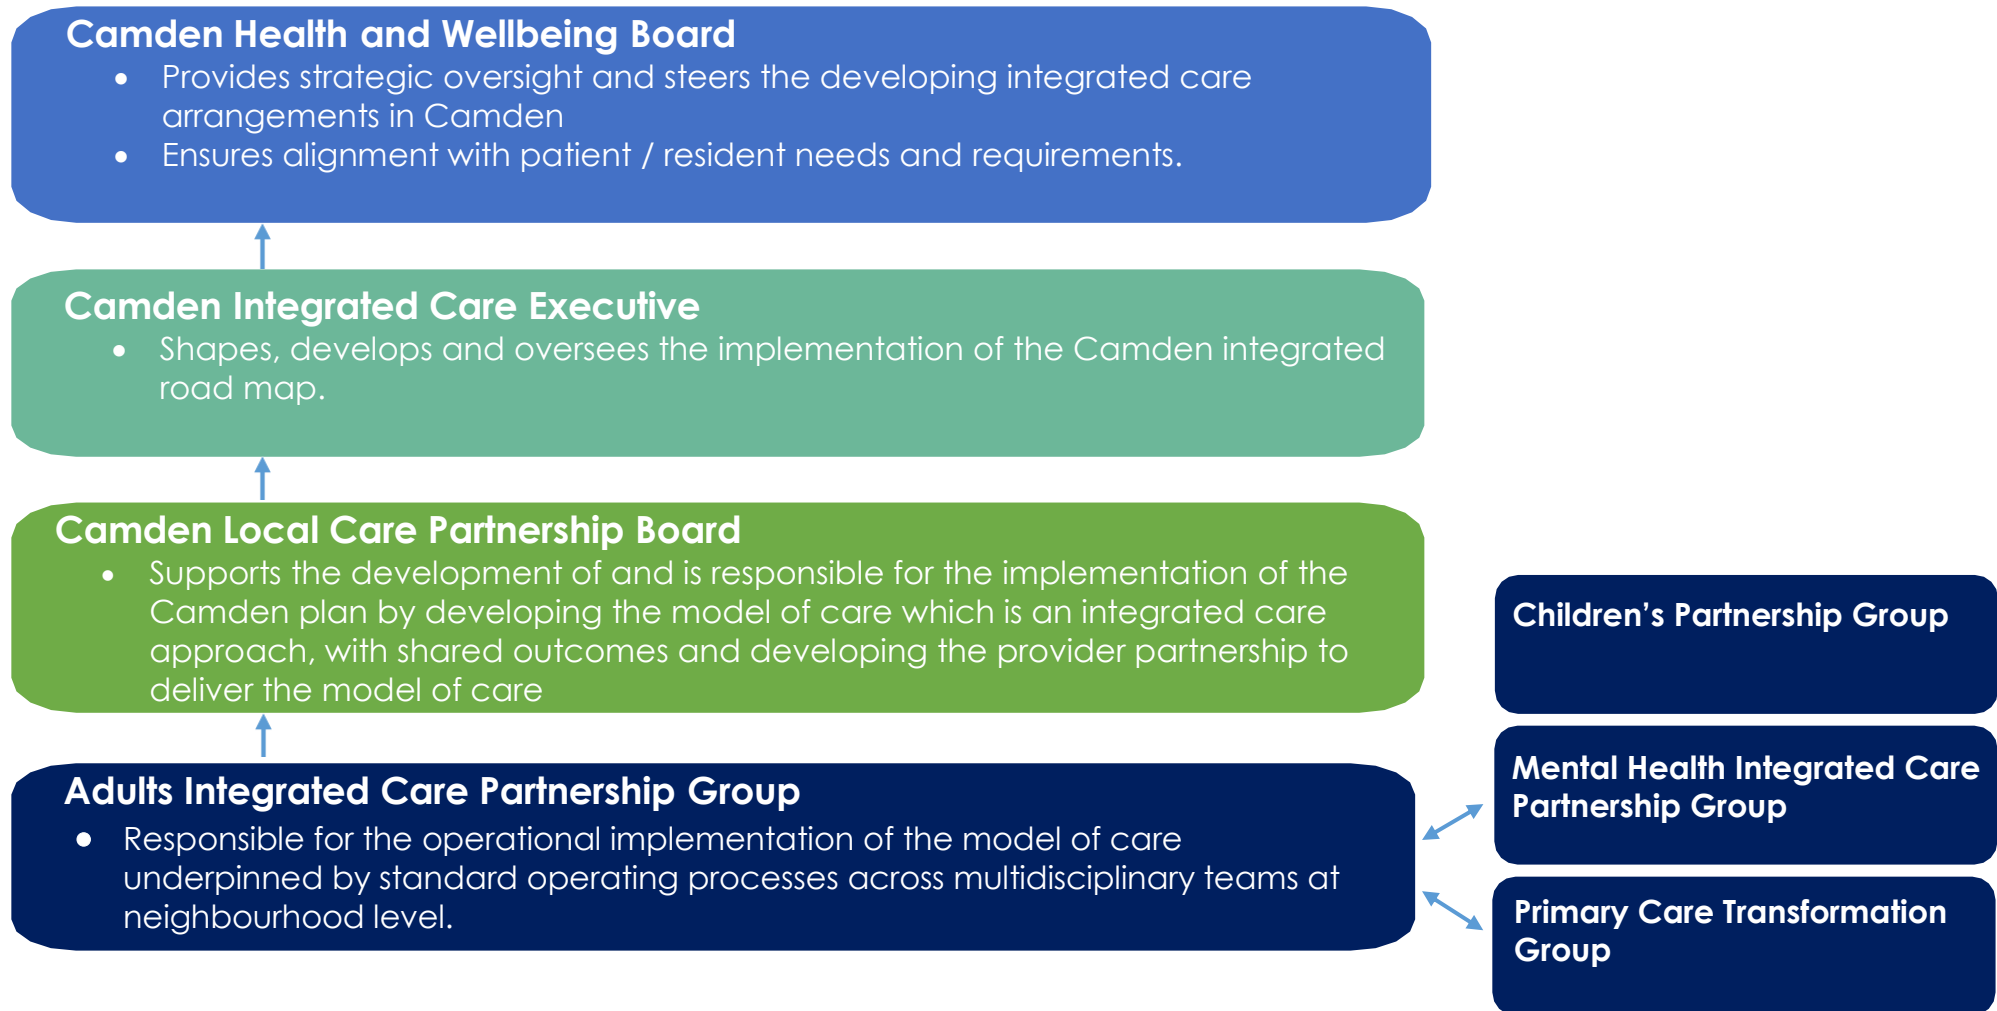 Camden Health and Wellbeing Board
• Provides strategic oversight and steers the developing integrated care
arrangements in Camden
• Ensures alignment with patient / resident needs and requirements.
Camden Integrated Care Executive
• Shapes, develops and oversees the implementation of the Camden integrated
road map.
Camden Local Care Partnership Board
• Supports the development of and is responsible for the implementation of the
Camden plan by developing the model of care which is an integrated care
approach, with shared outcomes and developing the provider partnership to
deliver the model of care
Adults Integrated Care Partnership Group
• Responsible for the operational implementation of the model of care
underpinned by standard operating processes across multidisciplinary teams at
neighbourhood level.
Children’s Partnership Group
Mental Health Integrated Care
Partnership Group
Primary Care Transformation
Group